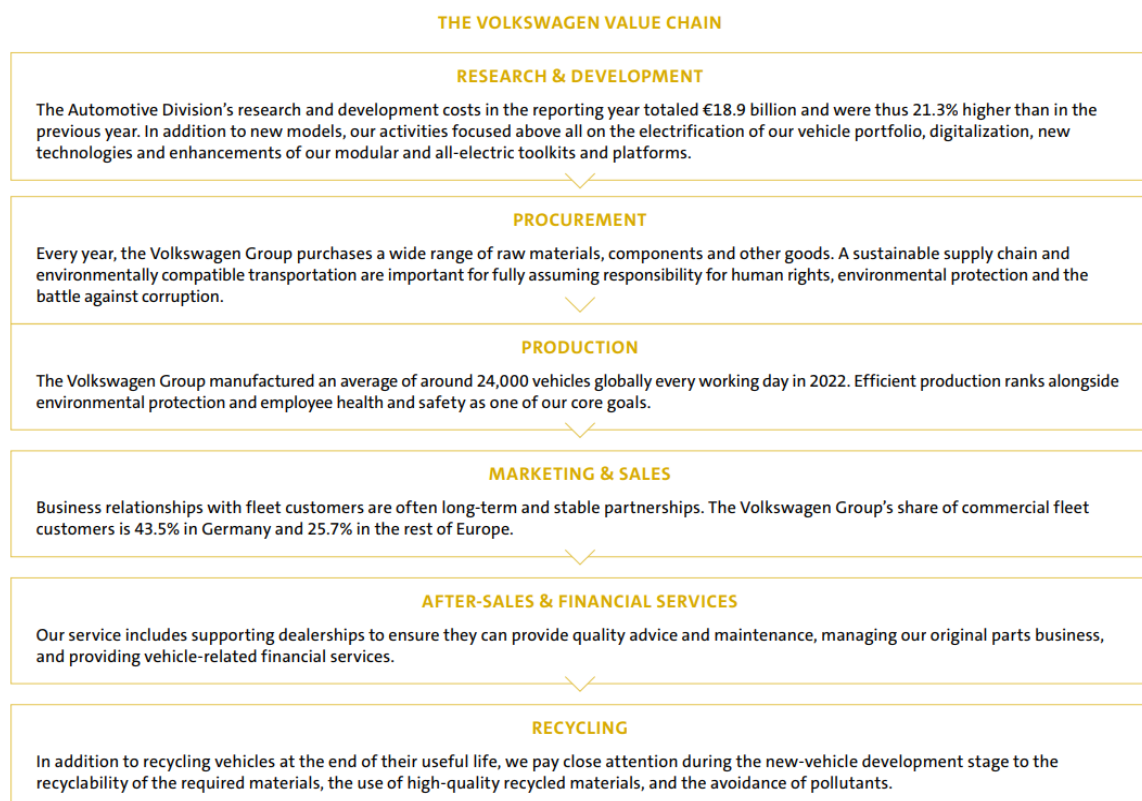 THE VOLKSWAGEN VALUE CHAIN
RESEARCH & DEVELOPMENT
The Automotive Division’s research and development costs in the reporting year totaled €18.9 billion and were thus 21.3% higher than in the
previous year. In addition to new models, our activities focused above all on the electrification of our vehicle portfolio, digitalization, new
technologies and enhancements of our modular and all-electric toolkits and platforms.
PROCUREMENT
Every year, the Volkswagen Group purchases a wide range of raw materials, components and other goods. A sustainable supply chain and
environmentally compatible transportation are important for fully assuming responsibility for human rights, environmental protection and the
battle against corruption.
PRODUCTION
The Volkswagen Group manufactured an average of around 24,000 vehicles globally every working day in 2022. Efficient production ranks alongside
environmental protection and employee health and safety as one of our core goals.
MARKETING & SALES
Business relationships with fleet customers are often long-term and stable partnerships. The Volkswagen Group’s share of commercial fleet
customers is 43.5% in Germany and 25.7% in the rest of Europe.
AFTER-SALES & FINANCIAL SERVICES
Our service includes supporting dealerships to ensure they can provide quality advice and maintenance, managing our original parts business,
and providing vehicle-related financial services.
RECYCLING
In addition to recycling vehicles at the end of their useful life, we pay close attention during the new-vehicle development stage to the
recyclability of the required materials, the use of high-quality recycled materials, and the avoidance of pollutants.